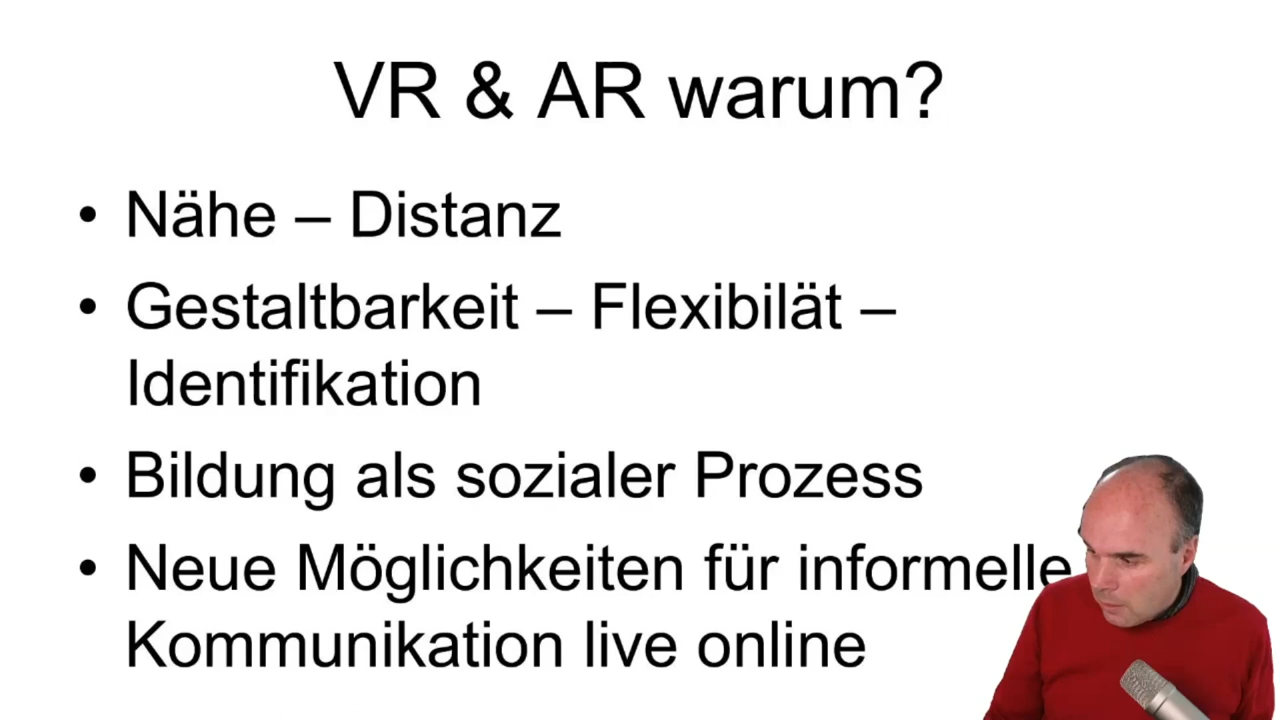 VR & AR warum?
• Nähe – Distanz
• Gestaltbarkeit – Flexibilät –
Identifikation
• Bildung als sozialer Prozess
• Neue Möglichkeiten für informelle
Kommunikation live online